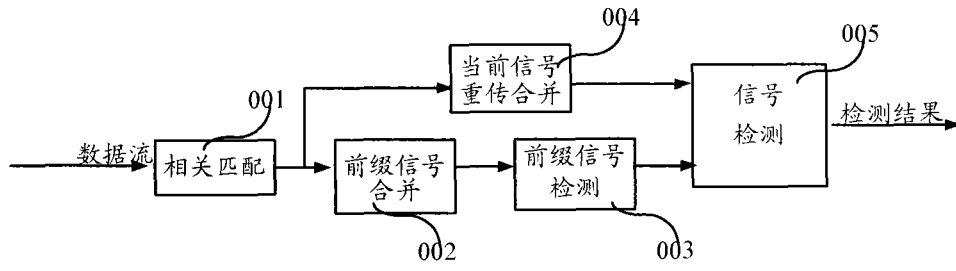 004
当前信号
重传合并
005
信号
检测
001
检测结果
数据流
相关匹配
前缀信号
合并
前缀信号
检测
002
003